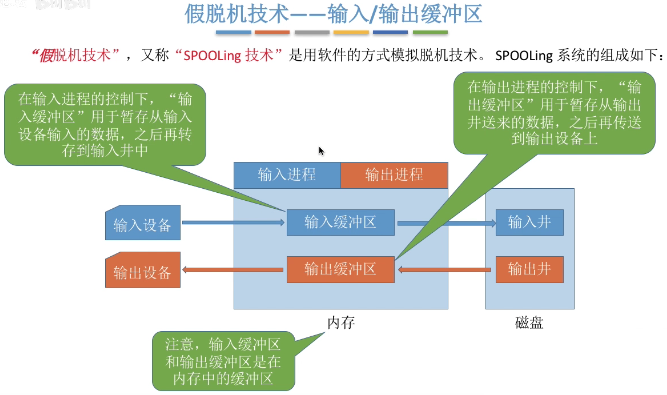 假脱机技术——输入/输出缓冲区
“假脱机技术”，又称“SPOOLing 技术”是用软件的方式模拟脱机技术。SPOOLing 系统的组成如下:
在输入进程的控制下，“输
入缓冲区”用于暂存从输入
设备输入的数据，之后再转
存到输入井中
在输出进程的控制下，“输
出缓冲区”用于暂存从输出
井送来的数据，之后再传送
到输出设备上
输入进程
输出进程
输入设备
输入缓冲区
输入井
输出设备
输出缓冲区
输出井
内存
磁盘
注意，输入缓冲区
和输出缓冲区是在
内存中的缓冲区